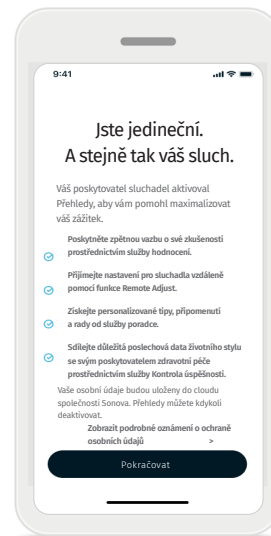 9:41
Jste jedineční.
A stejně tak váš sluch.
Váš poskytovatel sluchadel aktivoval
Přehledy, aby vám pomohl maximalizovat
váš zážitek.
Poskytněte zpětnou vazbu o své zkušenosti
prostřednictvím služby hodnocení.
Přijímejte nastavení pro sluchadla vzdáleně
pomocí funkce Remote Adjust.
Získejte personalizované tipy, připomenutí
a rady od služby poradce.
Sdílejte důležitá poslechová data životního stylu
se svým poskytovatelem zdravotní péče
prostřednictvím služby Kontrola úspěšnosti.
Vaše osobní údaje budou uloženy do cloudu
společnosti Sonova. Přehledy můžete kdykoli
deaktivovat.
Zobrazit podrobné oznámení o ochraně
osobních údajů >
Pokračovat